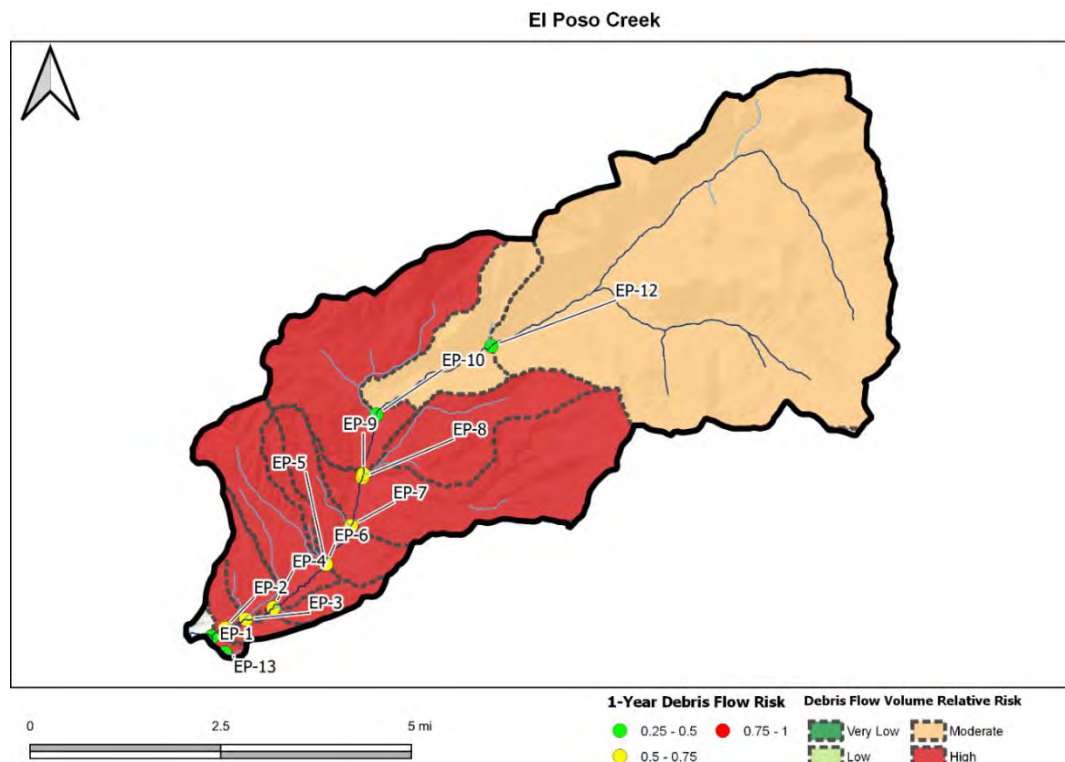 El Poso Creek
EP-12
EP-10
EP-9
EP-8
EP-5
EP-7
EP-6
EP-4
EP-2
EP-3
EP-1
EP-13
0 2.5 5 mi
1-Year Debris Flow Risk
0.25 - 0.5
0.75 - 1
0.5 - 0.75
Debris Flow Volume Relative Risk
Very Low
Moderate
Low
High